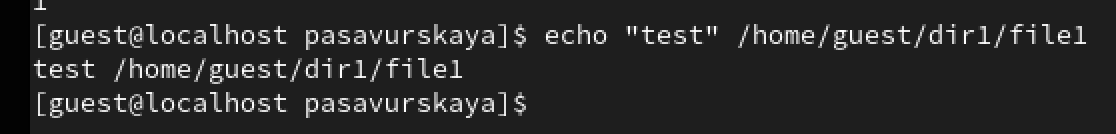 [guest@localhost pasavurskaya]$ echo "test" /home/guest/dir1/file1
test /home/guest/dir1/file1
[guest@localhost pasavurskaya]$